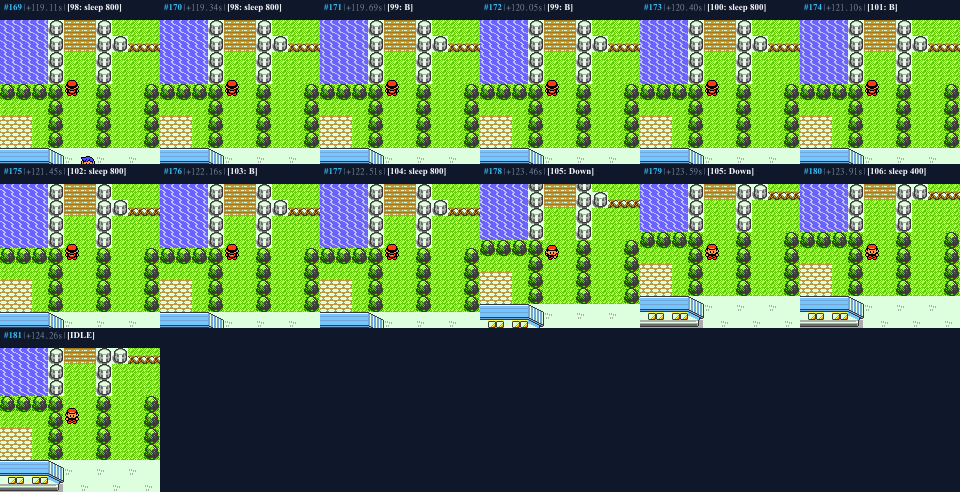 #169|+119.11s| [98: sleep 800]
#170|+119.34s| [98: sleep 800]
#171|+119.69s| [99: B]
#172|+120.05s| [99: B]
#173|+120.40s| [100: sleep 800]
#174|+121.10s| [101: B]
#175|+121.45s| [102: sleep 800]
#176|+122.16s| [103: B]
#177|+122.51s| [104: sleep 800]
#178|+123.46s| [105: Down]
#179|+123.59s| [105: Down]
#180|+123.91s| [106: sleep 400]
#181|+124.26s| [IDLE]